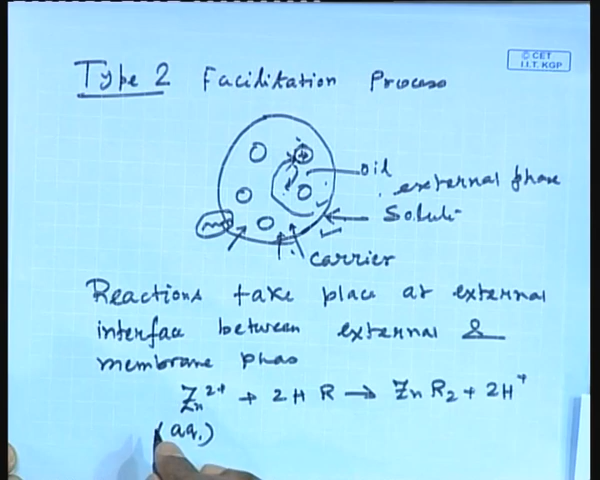 © CET
I.I.T. KGP
Type 2 Facilitation Process
oil
external phase
Solute
carrier
Reactions take place at external
interface between external &
membrane phase
Zn²⁺ + 2HR → ZnR₂ + 2H⁺
(aq.)